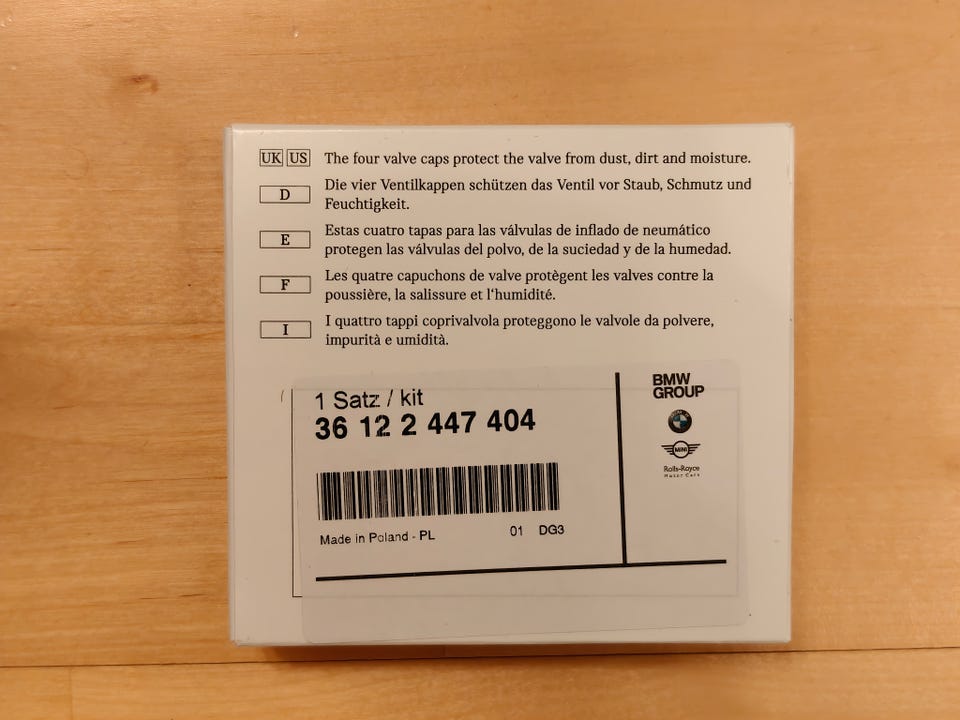 UK US The four valve caps protect the valve from dust, dirt and moisture.
D Die vier Ventilkappen schützen das Ventil vor Staub, Schmutz und
Feuchtigkeit.
E Estas cuatro tapas para las válvulas de inflado de neumático
protegen las válvulas del polvo, de la suciedad y de la humedad.
F Les quatre capuchons de valve protègent les valves contre la
poussière, la salissure et l'humidité.
I I quattro tappi coprivalvola proteggono le valvole da polvere,
impurità e umidità.
1 Satz / kit
36 12 2 447 404
Made in Poland - PL 01 DG3
BMW
GROUP
BMW
MINI
Rolls-Royce
Motor Cars